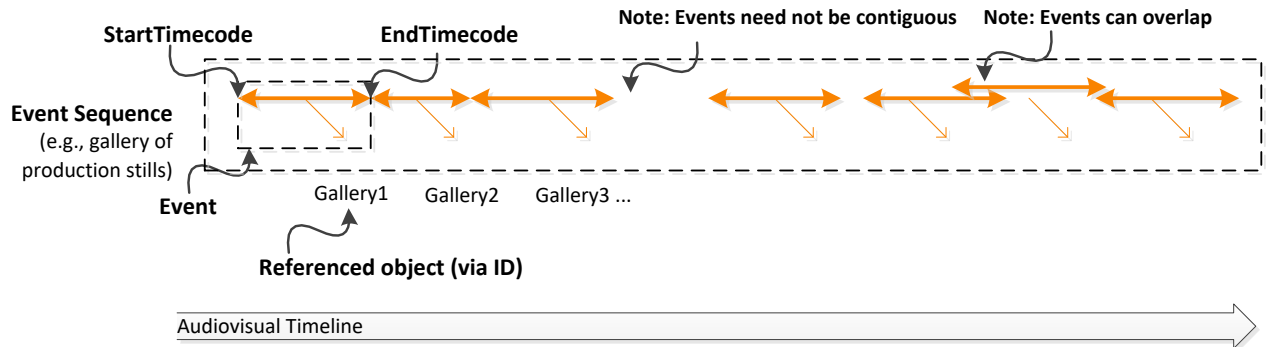 Note: Events need not be contiguous
Note: Events can overlap
StartTimecode
EndTimecode
Event Sequence
(e.g., gallery of
production stills)
Event
Gallery1
Gallery2
Gallery3 ...
Referenced object (via ID)
Audiovisual Timeline